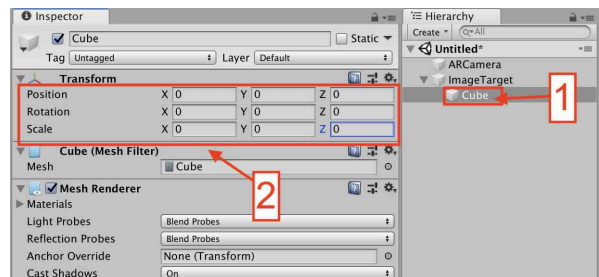 Inspector
Cube
Static
Tag Untagged Layer Default
Transform
Position X 0 Y 0 Z 0
Rotation X 0 Y 0 Z 0
Scale X 0 Y 0 Z 0
Cube (Mesh Filter)
Mesh Cube
2
Mesh Renderer
Materials
Light Probes Blend Probes
Reflection Probes Blend Probes
Anchor Override None (Transform)
Cast Shadows On
Hierarchy
Create All
Untitled*
ARCamera
ImageTarget
Cube
1